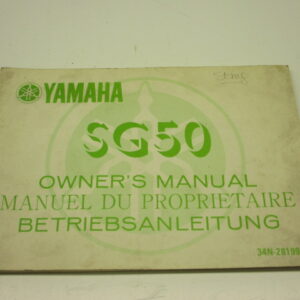 YAMAHA
SG50
OWNER'S MANUAL
MANUEL DU PROPRIETAIRE
BETRIEBSANLEITUNG